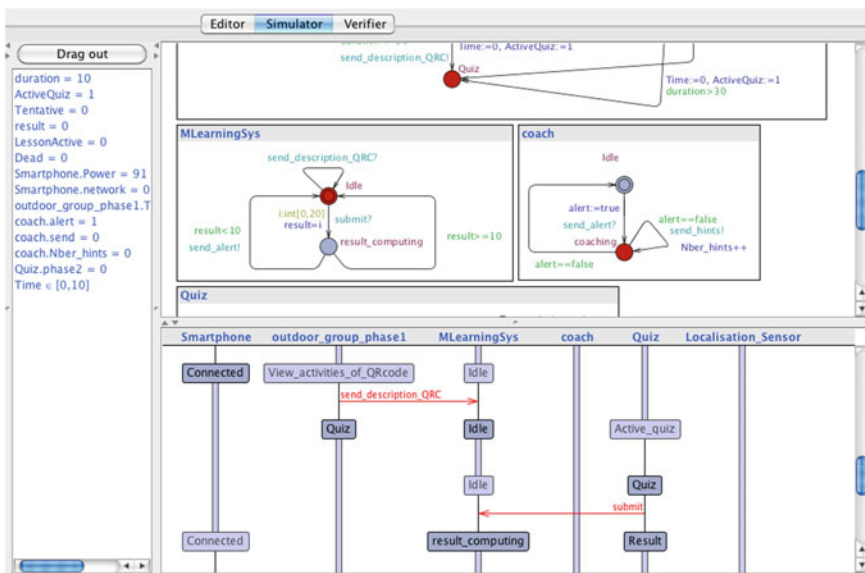 Editor Simulator Verifier
Drag out
duration = 10
ActiveQuiz = 1
Tentative = 0
result = 0
LessonActive = 0
Dead = 0
Smartphone.Power = 91
Smartphone.network = 0
outdoor_group_phase1.T
coach.alert = 1
coach.send = 0
coach.Nber_hints = 0
Quiz.phase2 = 0
Time ∈ [0,10]
Time:=0, ActiveQuiz:=1
send_description_QRC!
Quiz
Time:=0, ActiveQuiz:=1
duration>30
MLearningSys
send_description_QRC?
Idle
i:int[0,20]
result=i
submit?
result<10
send_alert!
result_computing
result>=10
coach
Idle
alert:=true
send_alert?
coaching
alert==false
send_hints!
Nber_hints++
alert==false
Quiz
Smartphone outdoor_group_phase1 MLearningSys coach Quiz Localisation_Sensor
Connected View_activities_of_QRcode Idle
send_description_QRC
Quiz Idle Active_quiz
Idle Quiz
submit
Connected result_computing Result